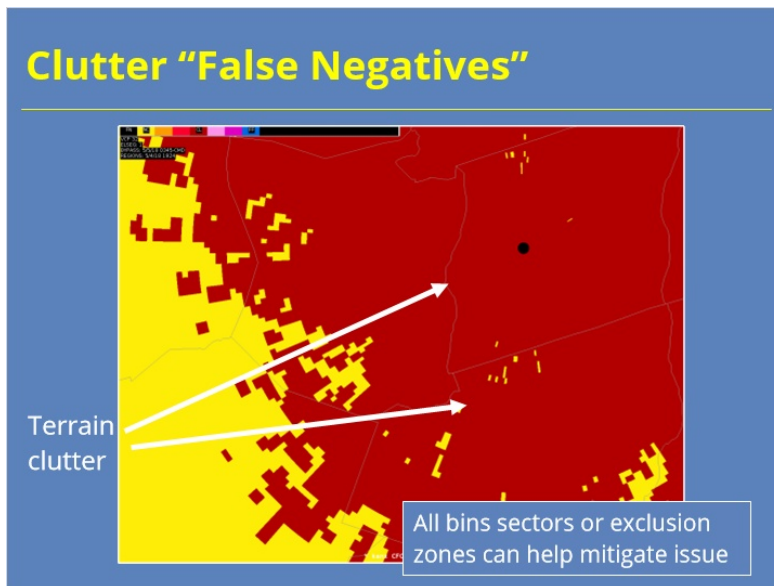 Clutter “False Negatives”
Terrain
clutter
All bins sectors or exclusion
zones can help mitigate issue